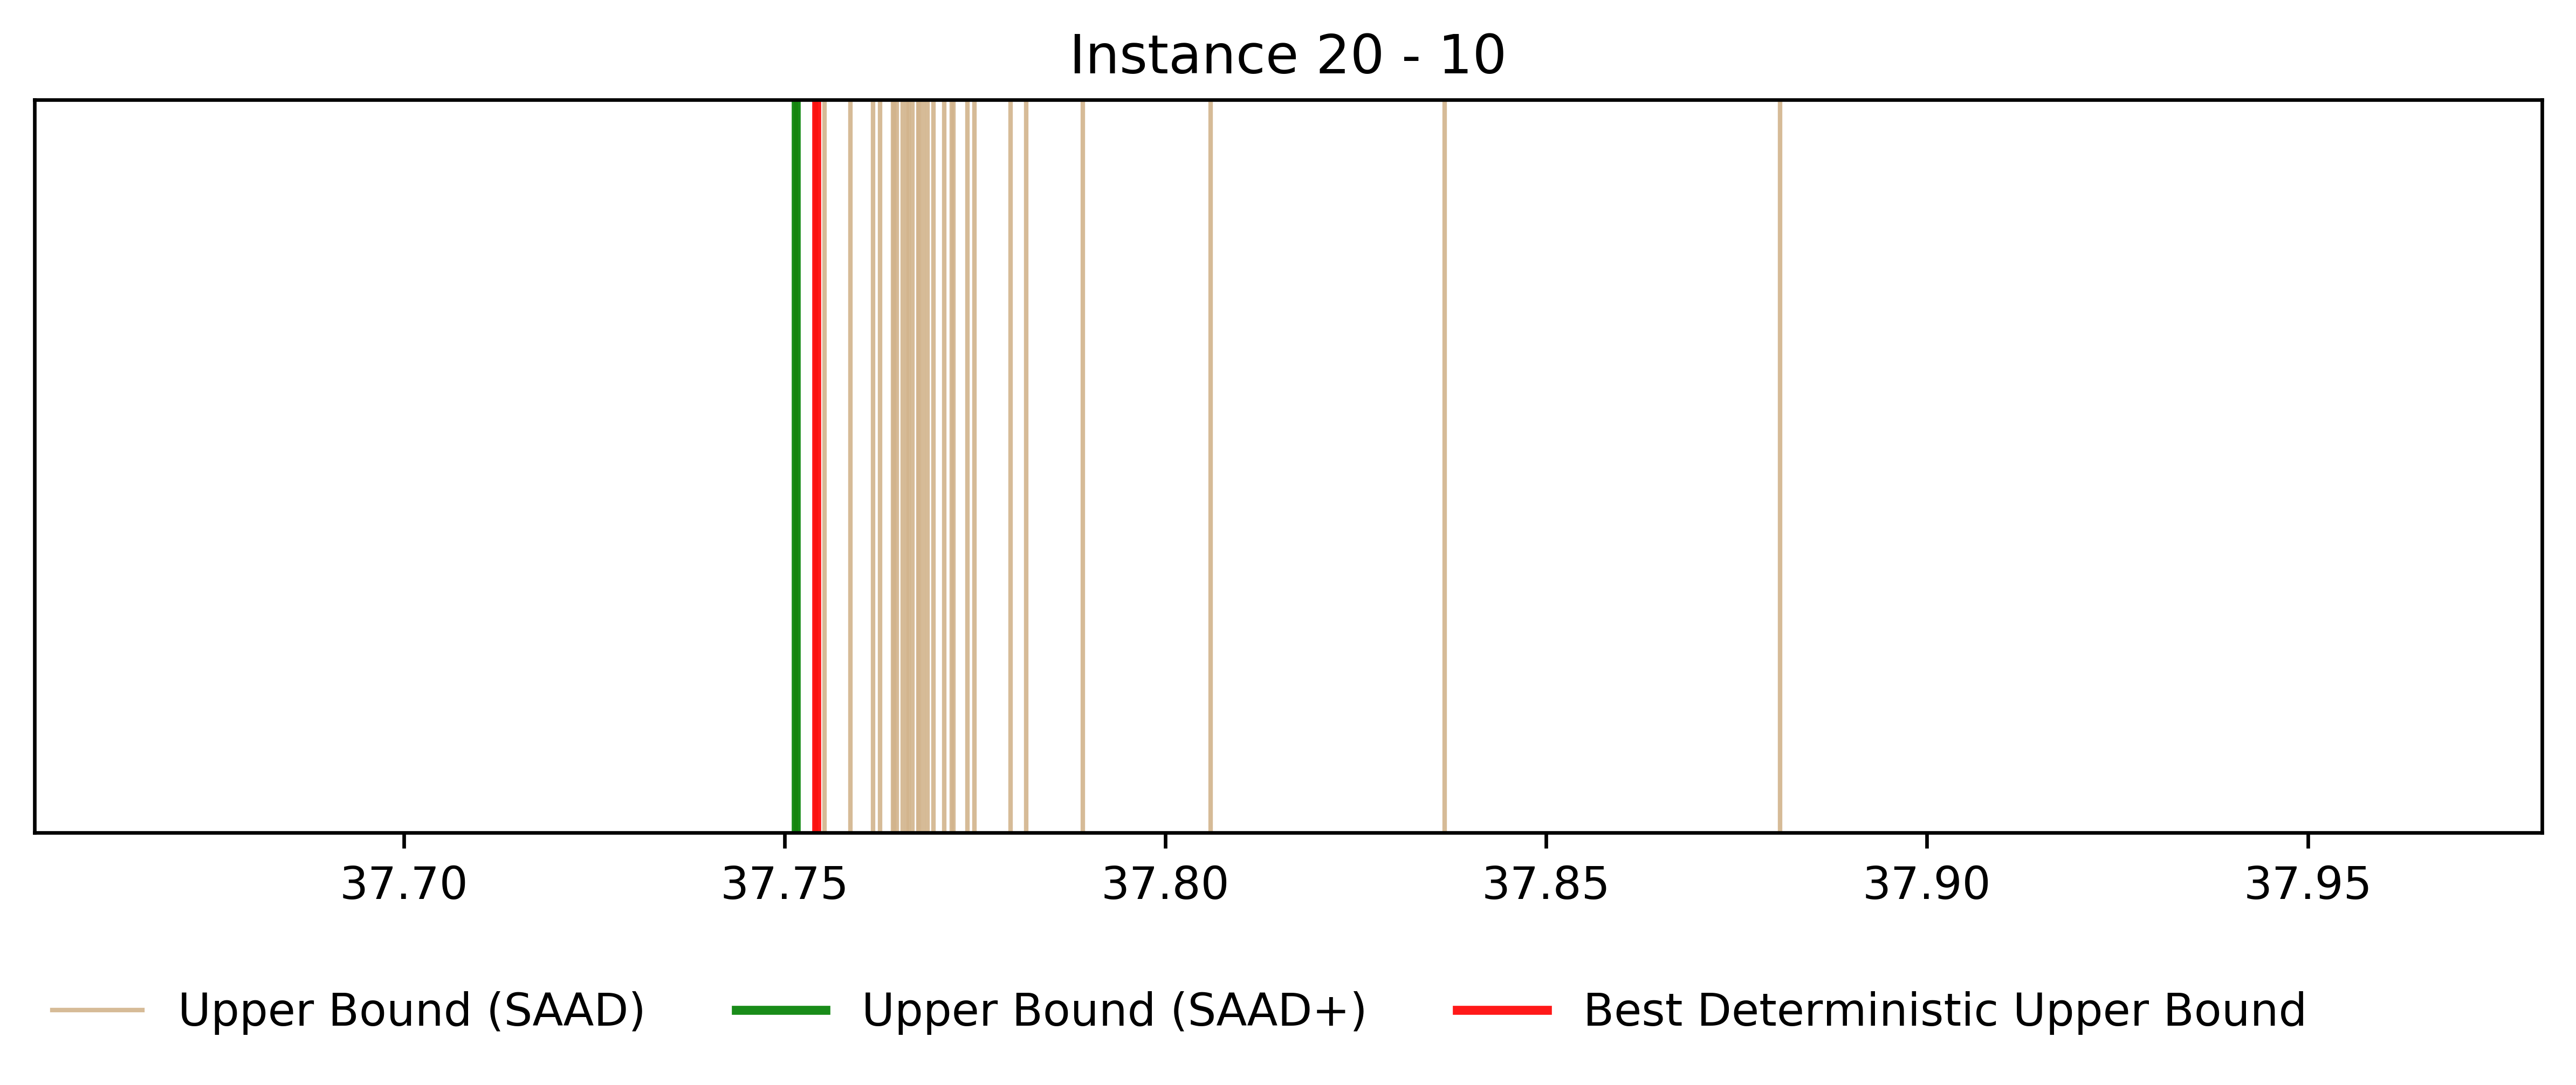 Instance 20 - 10
37.70 37.75 37.80 37.85 37.90 37.95
Upper Bound (SAAD) Upper Bound (SAAD+) Best Deterministic Upper Bound